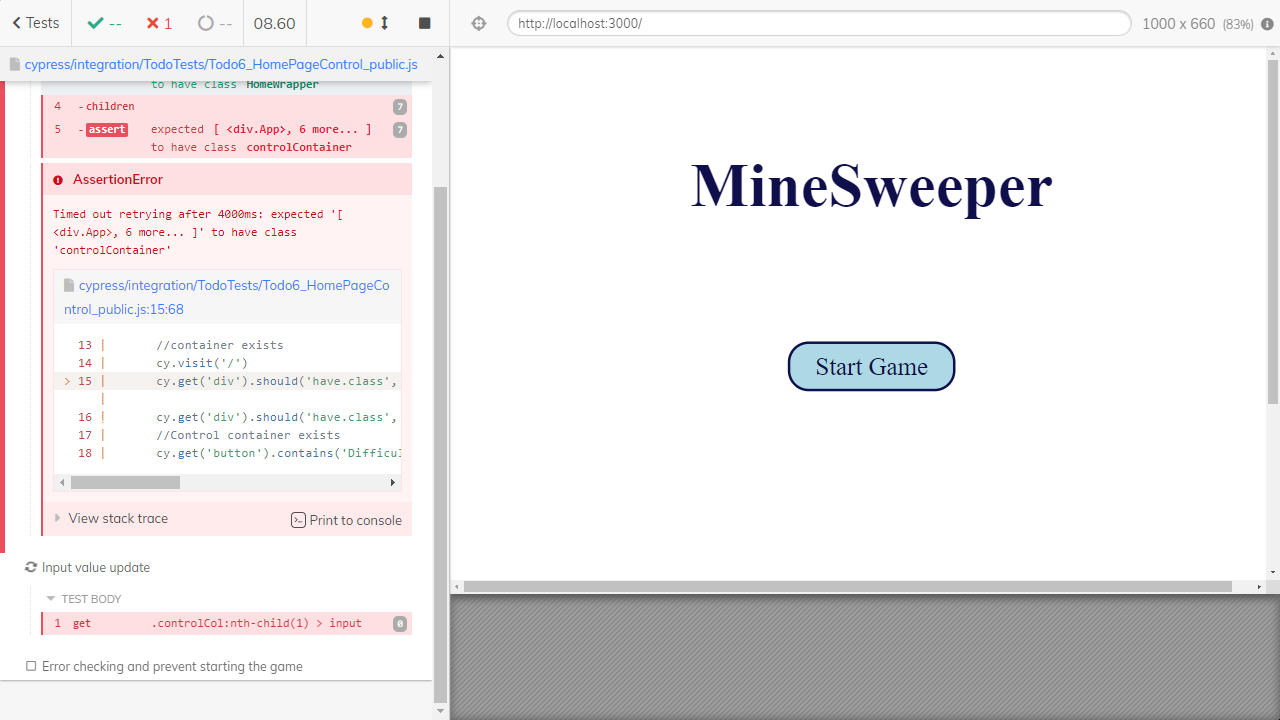 Tests
--
1
--
08.60
http://localhost:3000/
1000 x 660 (83%)
cypress/integration/TodoTests/Todo6_HomePageControl_public.js
to have class HomeWrapper
4 -children 7
5 -assert expected [ <div.App>, 6 more... ] 7
to have class controlContainer
AssertionError
Timed out retrying after 4000ms: expected '[
<div.App>, 6 more... ]' to have class
'controlContainer'
cypress/integration/TodoTests/Todo6_HomePageCo
ntrol_public.js:15:68
13 | //container exists
14 | cy.visit('/')
> 15 | cy.get('div').should('have.class',
|
16 | cy.get('div').should('have.class',
17 | //Control container exists
18 | cy.get('button').contains('Difficul
View stack trace
Print to console
Input value update
TEST BODY
1 get .controlCol:nth-child(1) > input 0
Error checking and prevent starting the game
MineSweeper
Start Game